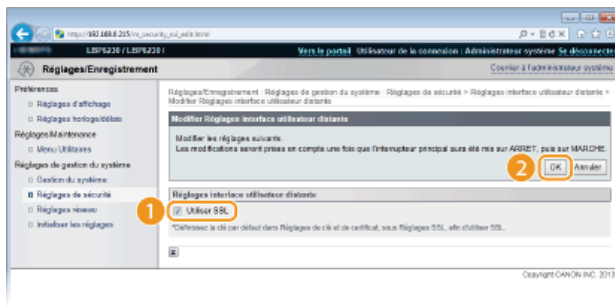 http://192.168.0.215/m_security_rui_edit.html
LBP6230 / LBP6230
Vers le portail Utilisateur de la connexion : Administrateur système Se déconnecter
Réglages/Enregistrement
Courrier à l'administrateur système
Préférences
Réglages d'affichage
Réglages horloge/délais
Réglages/Maintenance
Menu Utilitaires
Réglages de gestion du système
Gestion du système
Réglages de sécurité
Réglages réseau
Initialiser les réglages
Réglages/Enregistrement : Réglages de gestion du système : Réglages de sécurité > Réglages interface utilisateur distante >
Modifier Réglages interface utilisateur distante
Modifier Réglages interface utilisateur distante
Modifier les réglages suivants.
Les modifications seront prises en compte une fois que l'interrupteur principal aura été mis sur ARRET, puis sur MARCHE.
2
OK Annuler
Réglages interface utilisateur distante
1
Utiliser SSL
*Définissez la clé par défaut dans Réglages de clé et de certificat, sous Réglages SSL, afin d'utiliser SSL.
Copyright CANON INC. 2013